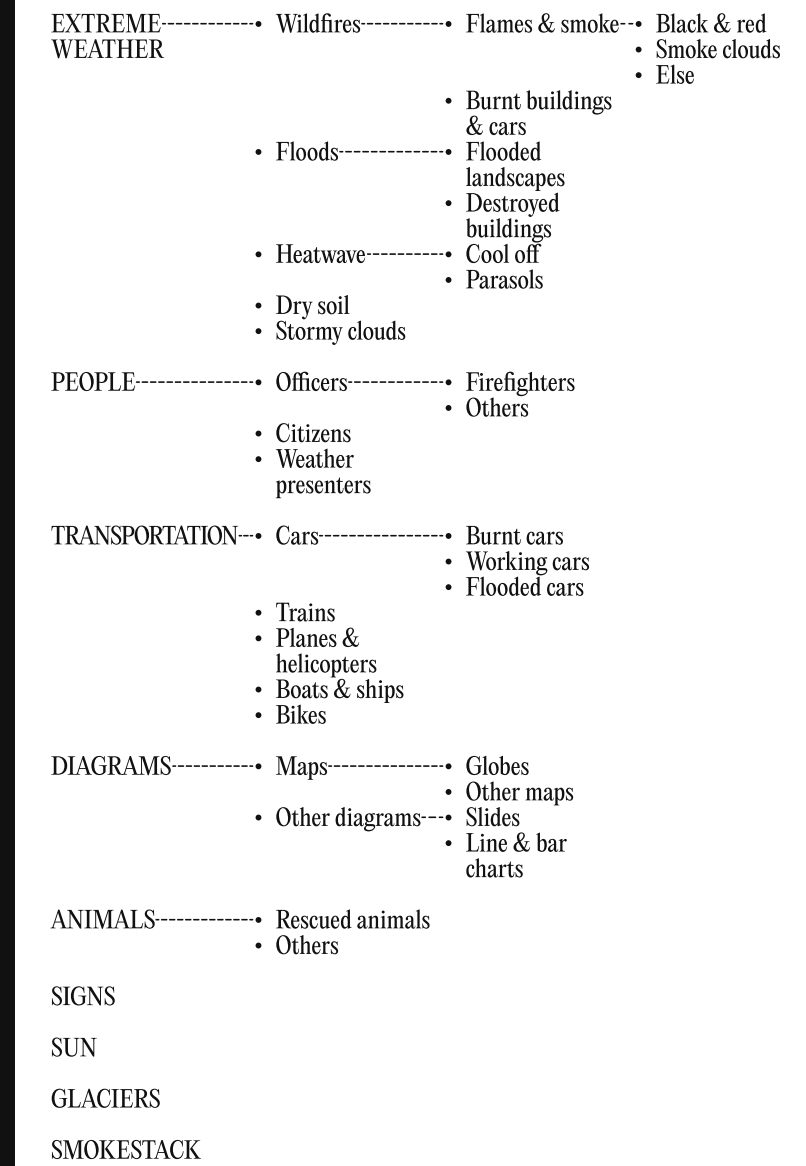 EXTREME • Wildfires • Flames & smoke • Black & red
WEATHER • Smoke clouds
• Else
• Burnt buildings
& cars
• Floods • Flooded
landscapes
• Destroyed
buildings
• Heatwave • Cool off
• Parasols
• Dry soil
• Stormy clouds
PEOPLE • Officers • Firefighters
• Others
• Citizens
• Weather
presenters
TRANSPORTATION • Cars • Burnt cars
• Working cars
• Flooded cars
• Trains
• Planes &
helicopters
• Boats & ships
• Bikes
DIAGRAMS • Maps • Globes
• Other maps
• Other diagrams • Slides
• Line & bar
charts
ANIMALS • Rescued animals
• Others
SIGNS
SUN
GLACIERS
SMOKESTACK